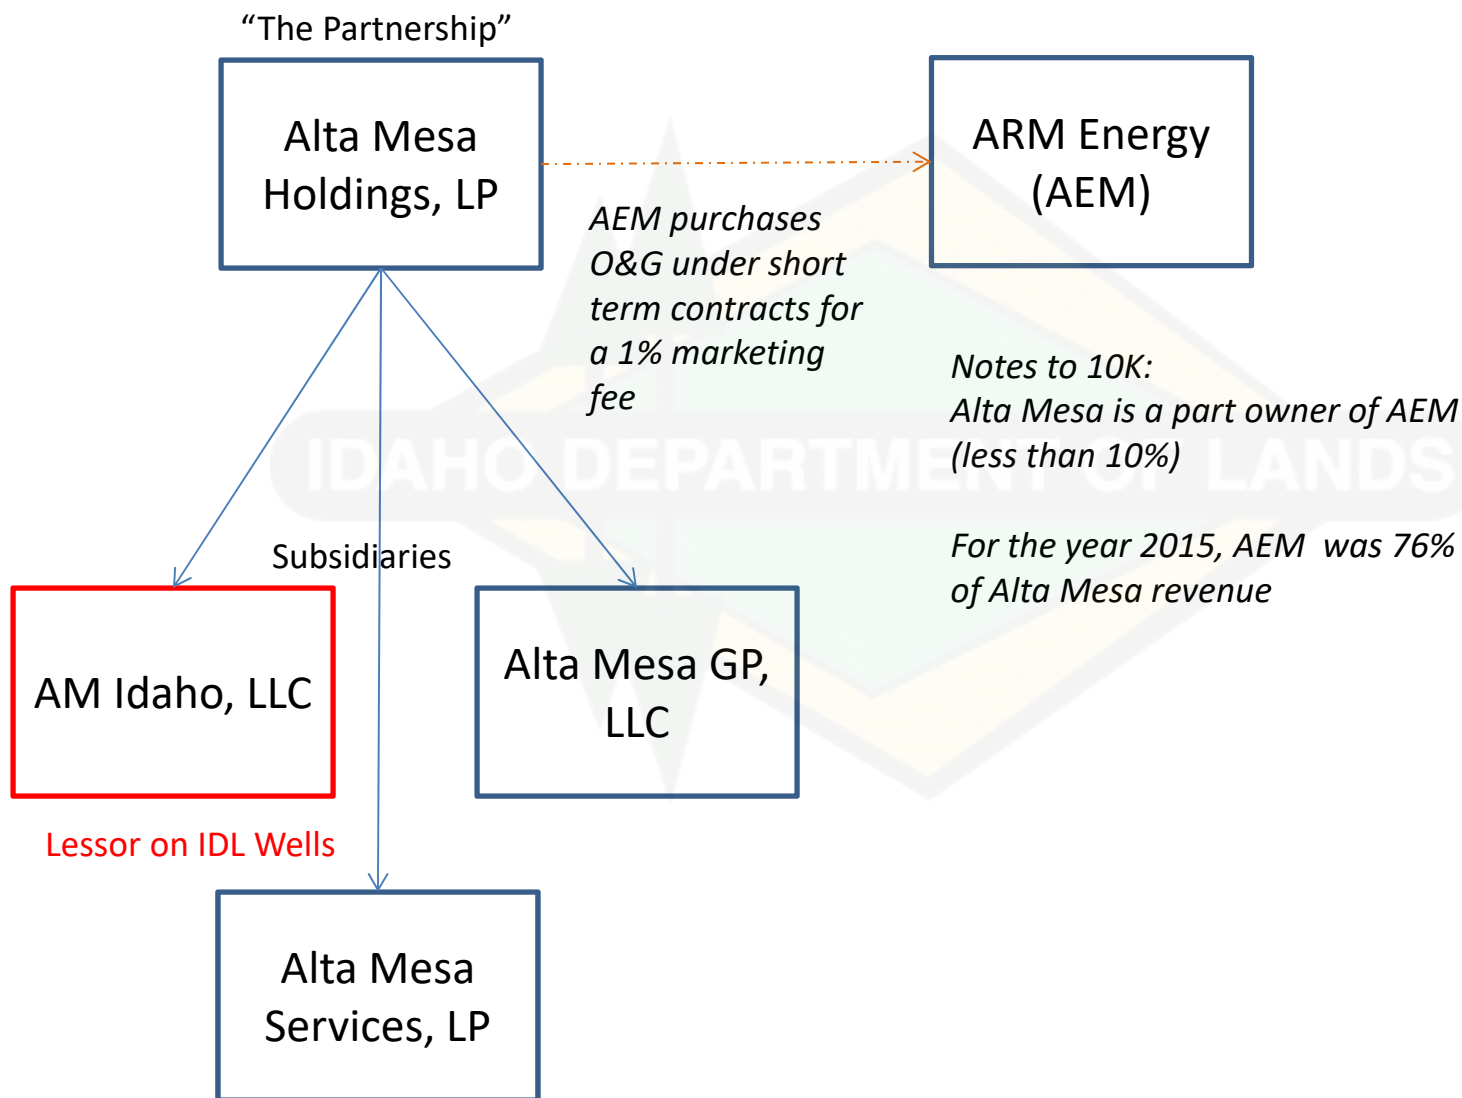 “The Partnership”
Alta Mesa
Holdings, LP
ARM Energy
(AEM)
AEM purchases
O&G under short
term contracts for
a 1% marketing
fee
Notes to 10K:
Alta Mesa is a part owner of AEM
(less than 10%)
For the year 2015, AEM  was 76%
of Alta Mesa revenue
IDAHO DEPARTMENT OF LANDS
Subsidiaries
AM Idaho, LLC
Alta Mesa GP,
LLC
Lessor on IDL Wells
Alta Mesa
Services, LP